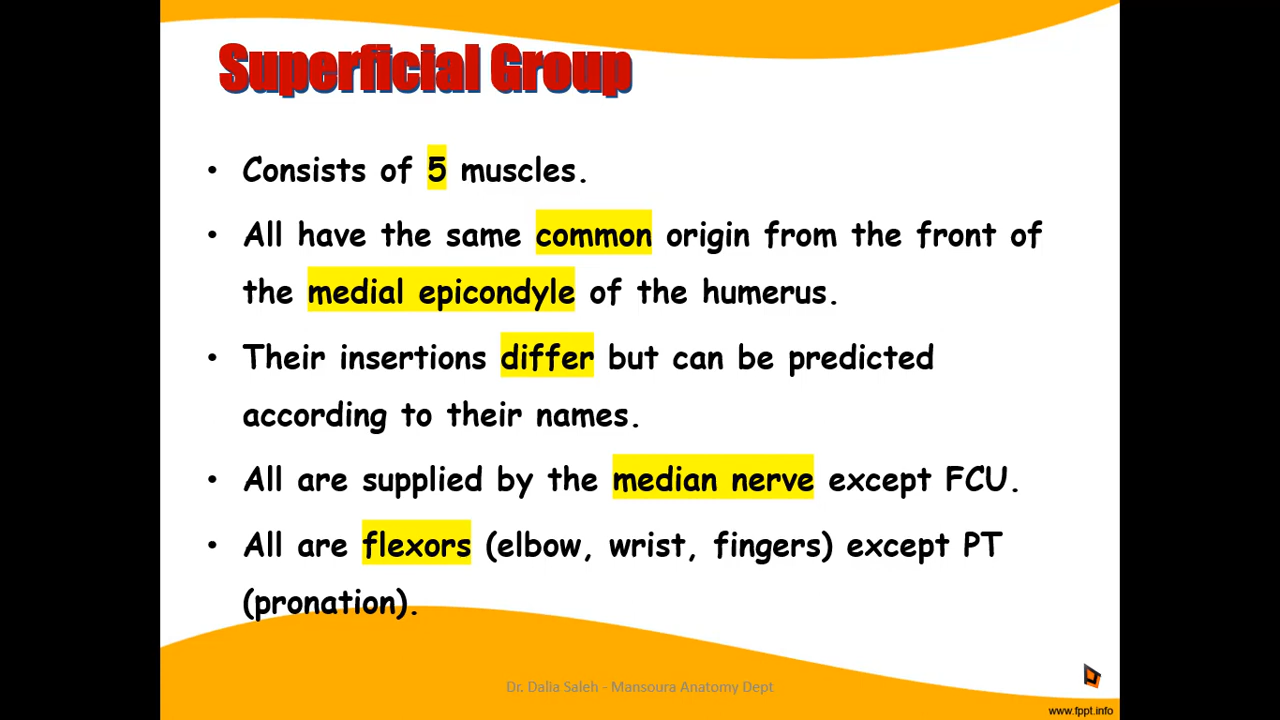 Superficial Group
• Consists of 5 muscles.
• All have the same common origin from the front of
the medial epicondyle of the humerus.
• Their insertions differ but can be predicted
according to their names.
• All are supplied by the median nerve except FCU.
• All are flexors (elbow, wrist, fingers) except PT
(pronation).
Dr. Dalia Saleh - Mansoura Anatomy Dept
www.fppt.info